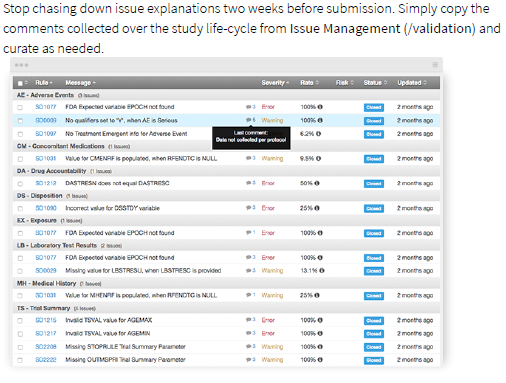 Stop chasing down issue explanations two weeks before submission. Simply copy the
comments collected over the study life-cycle from Issue Management (/validation) and
curate as needed.
Rule Message Severity Rate Risk Status Updated
AE - Adverse Events (3 Issues)
SD1077 FDA Expected variable EPOCH not found 3 Error 100% Closed 2 months ago
SD0009 No qualifiers set to 'Y', when AE is Serious 6 Warning 100% Closed 2 months ago
SD1097 No Treatment Emergent info for Adverse Event 6.2% Closed 2 months ago
Last comment:
Data not collected per protocol
CM - Concomitant Medications (1 Issues)
SD1031 Value for CMENRF is populated, when RFENDTC is NULL 3 Warning 9.5% Closed 2 months ago
DA - Drug Accountability (1 Issues)
SD1212 DASTRESN does not equal DASTRESC 3 Error 50% Closed 2 months ago
DS - Disposition (1 Issues)
SD1090 Incorrect value for DSSTDY variable 3 Error 25% Closed 2 months ago
EX - Exposure (1 Issues)
SD1077 FDA Expected variable EPOCH not found 1 Error 100% Closed 2 months ago
LB - Laboratory Test Results (2 Issues)
SD1077 FDA Expected variable EPOCH not found 3 Error 100% Closed 2 months ago
SD0029 Missing value for LBSTRESU, when LBSTRESC is provided 3 Warning 13.1% Closed 2 months ago
MH - Medical History (1 Issues)
SD1031 Value for MHENRF is populated, when RFENDTC is NULL 1 Warning 25% Closed 2 months ago
TS - Trial Summary (4 Issues)
SD1215 Invalid TSVAL value for AGEMAX 3 Error 100% Closed 2 months ago
SD1217 Invalid TSVAL value for AGEMIN 3 Error 100% Closed 2 months ago
SD2208 Missing STOPRULE Trial Summary Parameter 3 Warning 100% Closed 2 months ago
SD2222 Missing OUTMSPRI Trial Summary Parameter 3 Warning 100% Closed 2 months ago